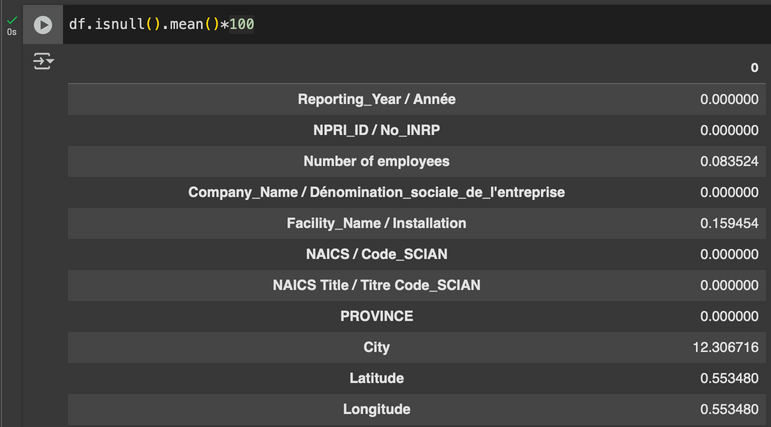 0s
df.isnull().mean()*100
0
Reporting_Year / Année 0.000000
NPRI_ID / No_INRP 0.000000
Number of employees 0.083524
Company_Name / Dénomination_sociale_de_l'entreprise 0.000000
Facility_Name / Installation 0.159454
NAICS / Code_SCIAN 0.000000
NAICS Title / Titre Code_SCIAN 0.000000
PROVINCE 0.000000
City 12.306716
Latitude 0.553480
Longitude 0.553480